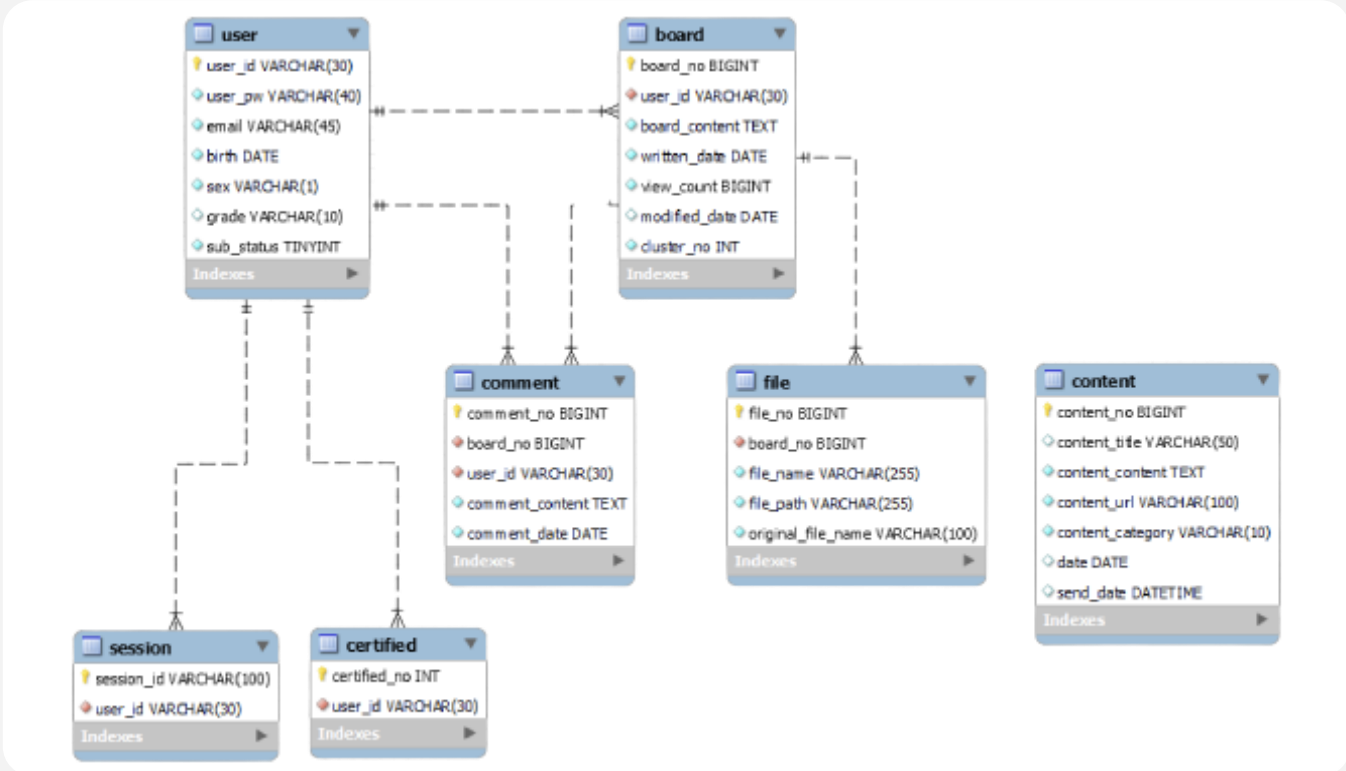 user
user_id VARCHAR(30)
user_pw VARCHAR(40)
email VARCHAR(45)
birth DATE
sex VARCHAR(1)
grade VARCHAR(10)
sub_status TINYINT
Indexes
board
board_no BIGINT
user_id VARCHAR(30)
board_content TEXT
written_date DATE
view_count BIGINT
modified_date DATE
cluster_no INT
Indexes
comment
comment_no BIGINT
board_no BIGINT
user_id VARCHAR(30)
comment_content TEXT
comment_date DATE
Indexes
file
file_no BIGINT
board_no BIGINT
file_name VARCHAR(255)
file_path VARCHAR(255)
original_file_name VARCHAR(100)
Indexes
content
content_no BIGINT
content_title VARCHAR(50)
content_content TEXT
content_url VARCHAR(100)
content_category VARCHAR(10)
date DATE
send_date DATETIME
Indexes
session
session_id VARCHAR(100)
user_id VARCHAR(30)
Indexes
certified
certified_no INT
user_id VARCHAR(30)
Indexes